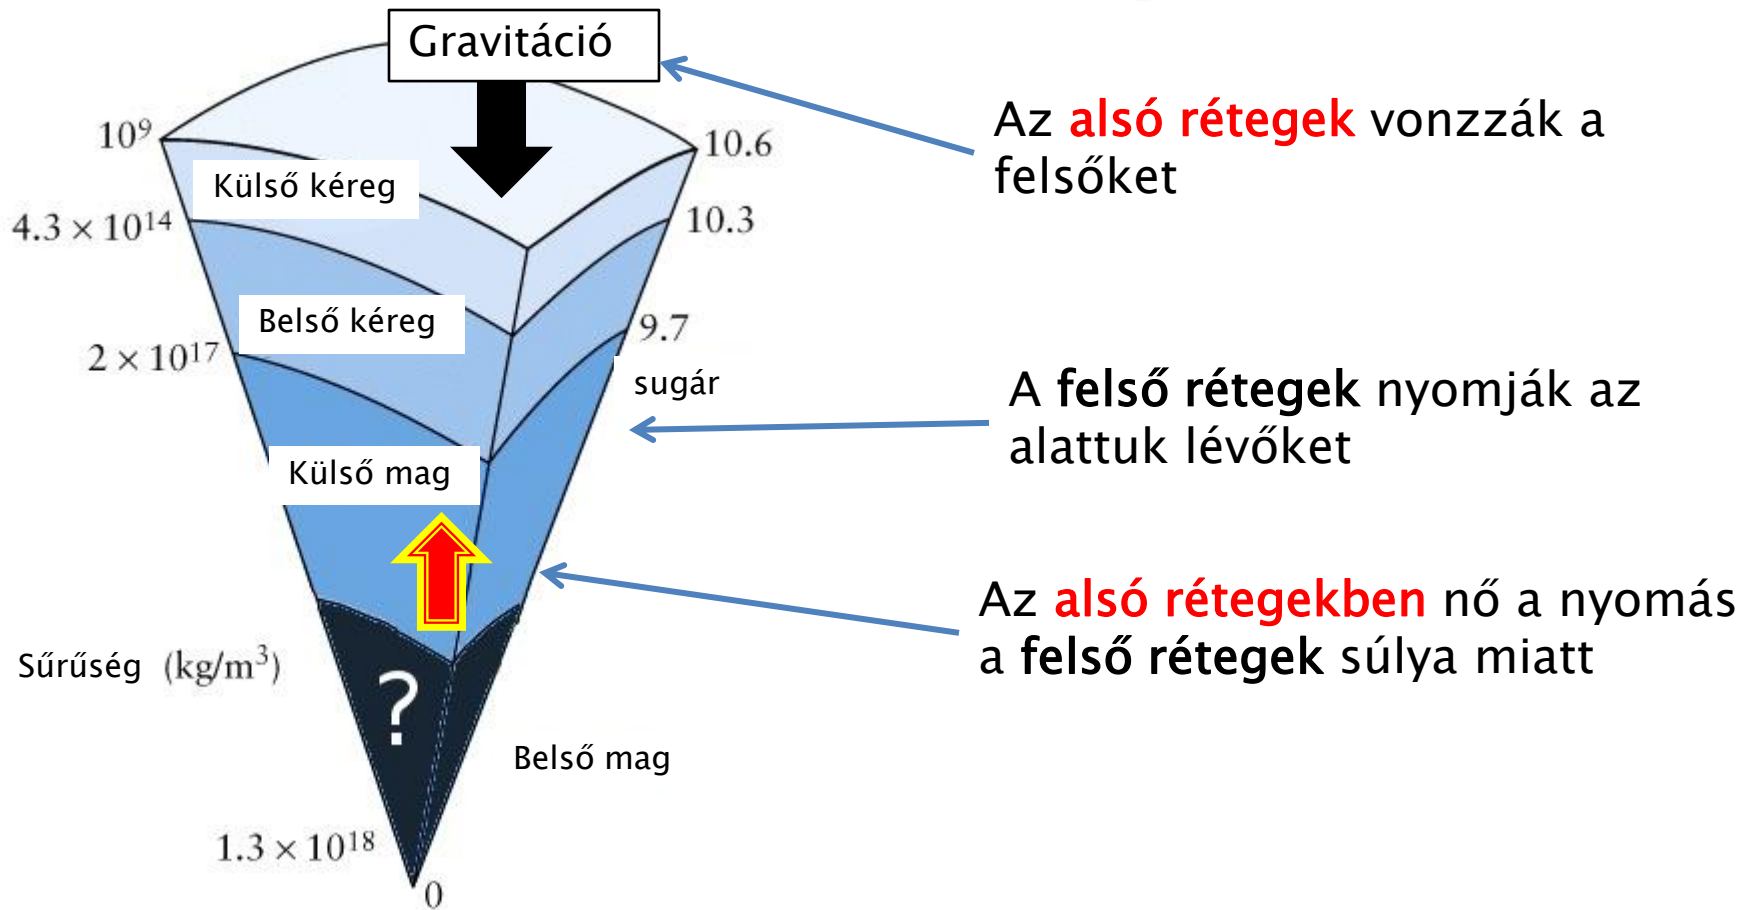 Gravitáció
10⁹
10.6
Az alsó rétegek vonzzák a
felsőket
Külső kéreg
4.3 × 10¹⁴
10.3
Belső kéreg
2 × 10¹⁷
9.7
sugár
A felső rétegek nyomják az
alattuk lévőket
Külső mag
Az alsó rétegekben nő a nyomás
a felső rétegek súlya miatt
Sűrűség (kg/m³)
?
Belső mag
1.3 × 10¹⁸
0